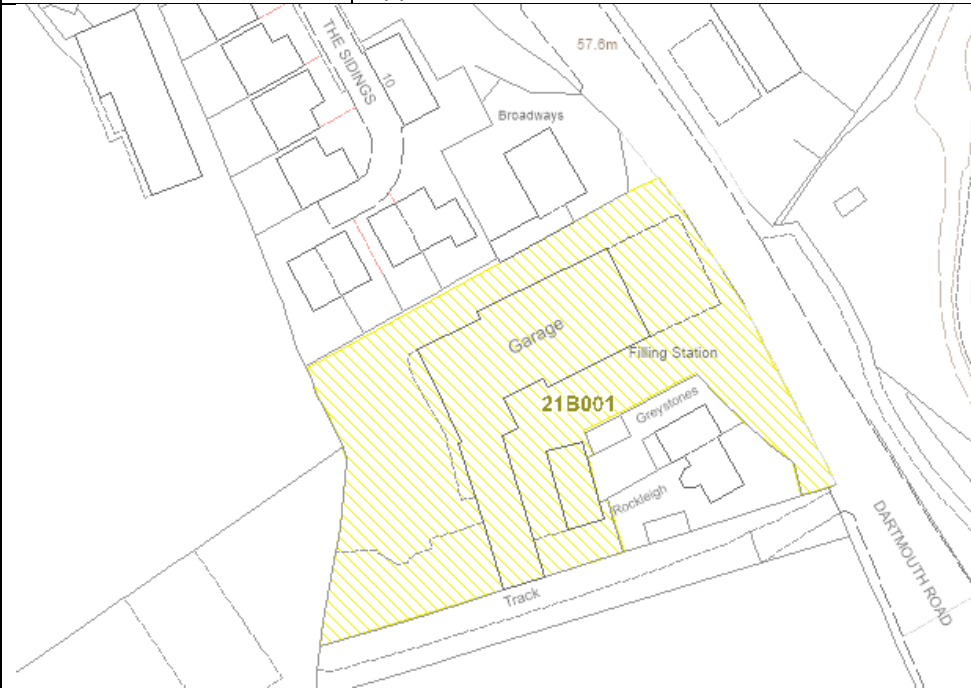 THE SIDINGS
10
57.6m
Broadways
Garage
Filling Station
21B001
Greystones
Rockleigh
Track
DARTMOUTH ROAD